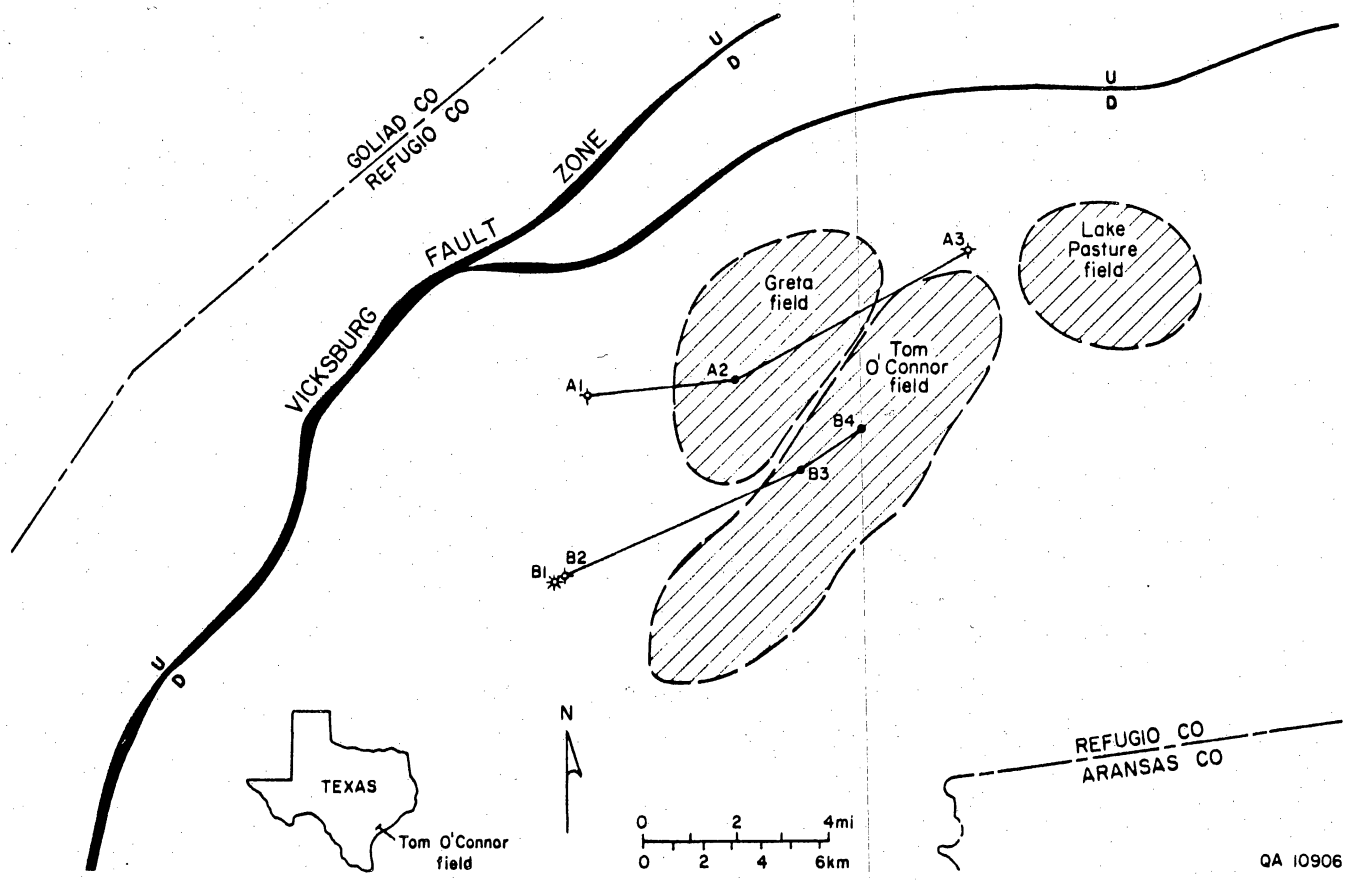 U
D
U
D
GOLIAD CO
REFUGIO CO
VICKSBURG
FAULT
ZONE
A3
Lake
Pasture
field
Greta
field
Tom
O'Connor
field
A1
A2
B4
B3
B2
B1
U
D
N
REFUGIO CO
ARANSAS CO
TEXAS
Tom O'Connor
field
0 2 4mi
0 2 4 6km
QA 10906